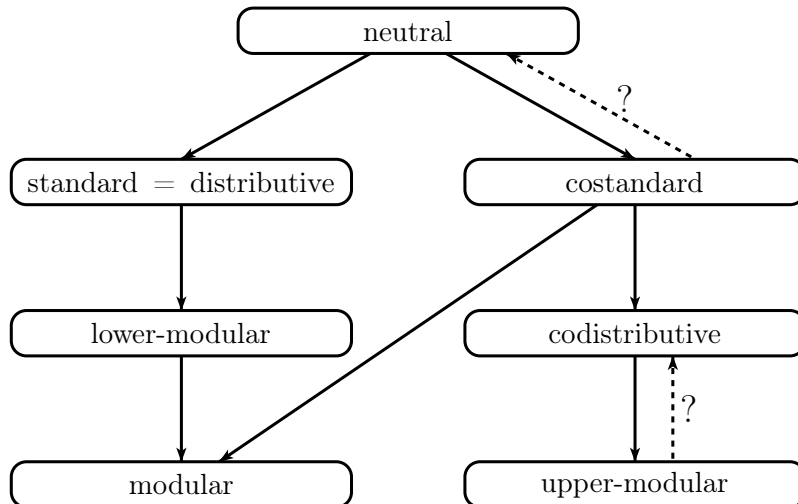 neutral
?
standard = distributive
costandard
lower-modular
codistributive
?
modular
upper-modular